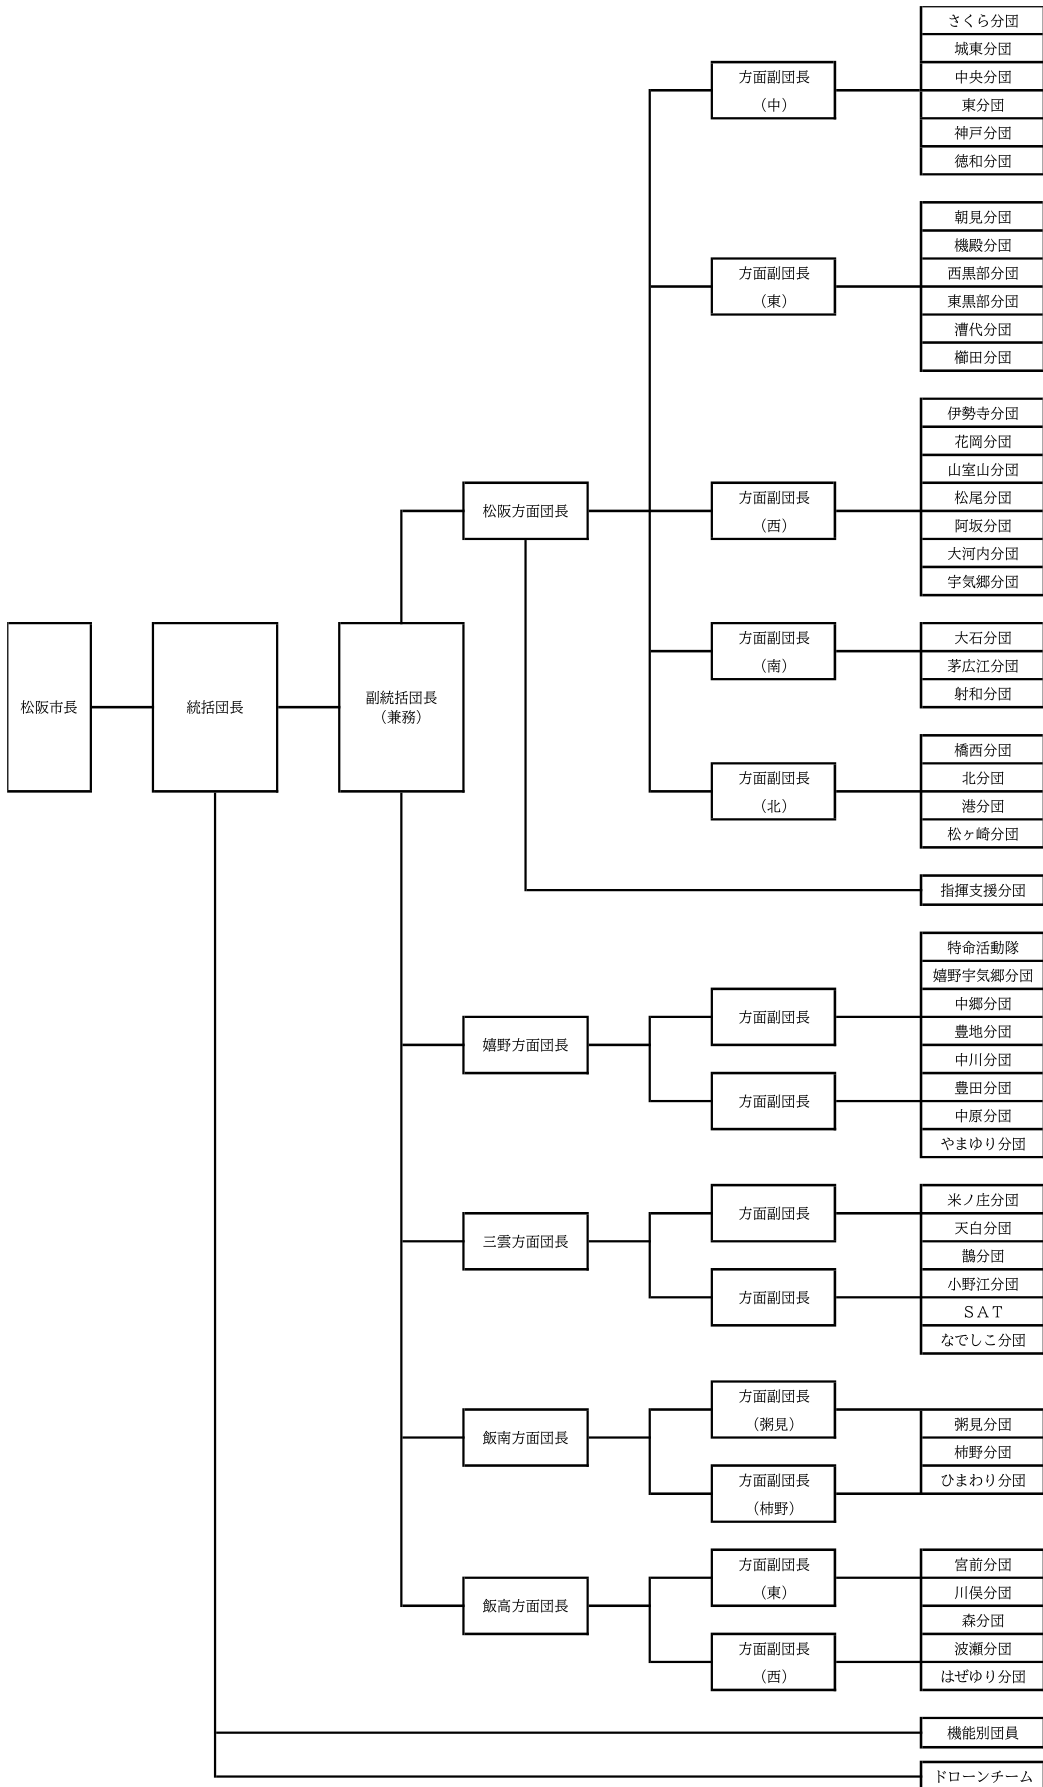 松阪市長
統括団長
副統括団長
（兼務）
松阪方面団長
方面副団長
（中）
さくら分団
城東分団
中央分団
東分団
神戸分団
徳和分団
方面副団長
（東）
朝見分団
機殿分団
西黒部分団
東黒部分団
漕代分団
櫛田分団
方面副団長
（西）
伊勢寺分団
花岡分団
山室山分団
松尾分団
阿坂分団
大河内分団
宇気郷分団
方面副団長
（南）
大石分団
茅広江分団
射和分団
方面副団長
（北）
橋西分団
北分団
港分団
松ヶ崎分団
指揮支援分団
嬉野方面団長
方面副団長
方面副団長
特命活動隊
嬉野宇気郷分団
中郷分団
豊地分団
中川分団
豊田分団
中原分団
やまゆり分団
三雲方面団長
方面副団長
方面副団長
米ノ庄分団
天白分団
鵲分団
小野江分団
ＳＡＴ
なでしこ分団
飯南方面団長
方面副団長
（粥見）
方面副団長
（柿野）
粥見分団
柿野分団
ひまわり分団
飯高方面団長
方面副団長
（東）
方面副団長
（西）
宮前分団
川俣分団
森分団
波瀬分団
はぜゆり分団
機能別団員
ドローンチーム